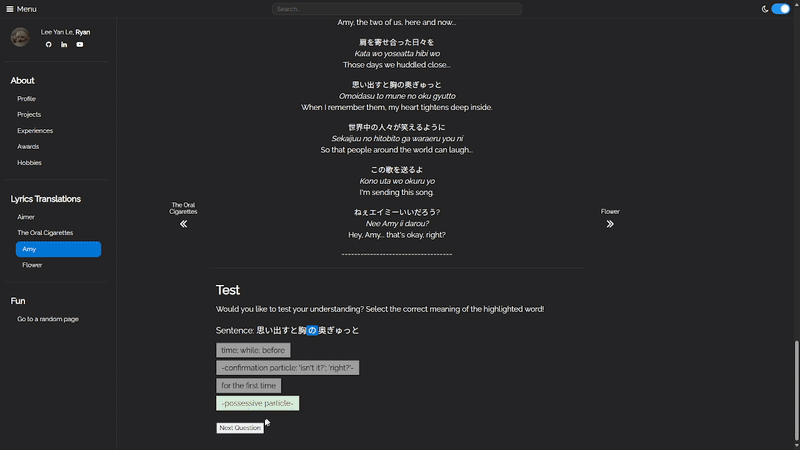 Menu
Search...
Lee Yan Le, Ryan
About
Profile
Projects
Experiences
Awards
Hobbies
Lyrics Translations
Aimer
The Oral Cigarettes
Amy
Flower
Fun
Go to a random page
The Oral
Cigarettes
Amy, the two of us, here and now...
肩を寄せ合った日々を
Kata wo yoseatta hibi wo
Those days we huddled close...
思い出すと胸の奥ぎゅっと
Omoidasu to mune no oku gyutto
When I remember them, my heart tightens deep inside.
世界中の人々が笑えるように
Sekaijuu no hitobito ga waraeru you ni
So that people around the world can laugh...
この歌を送るよ
Kono uta wo okuru yo
I'm sending this song.
ねぇエイミーいいだろう?
Nee Amy ii darou?
Hey, Amy... that's okay, right?
-----------------------------------
Flower
Test
Would you like to test your understanding? Select the correct meaning of the highlighted word!
Sentence: 思い出すと胸の奥ぎゅっと
time; while; before
-confirmation particle; 'isn't it?'; 'right?'-
for the first time
-possessive particle-
Next Question